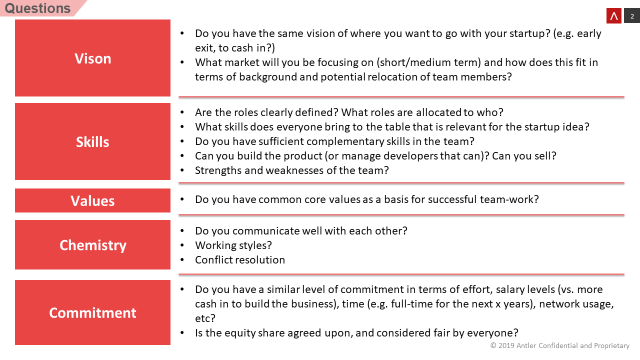 Questions
2
Vison
• Do you have the same vision of where you want to go with your startup? (e.g. early
exit, to cash in?)
• What market will you be focusing on (short/medium term) and how does this fit in
terms of background and potential relocation of team members?
Skills
• Are the roles clearly defined? What roles are allocated to who?
• What skills does everyone bring to the table that is relevant for the startup idea?
• Do you have sufficient complementary skills in the team?
• Can you build the product (or manage developers that can)? Can you sell?
• Strengths and weaknesses of the team?
Values
• Do you have common core values as a basis for successful team-work?
Chemistry
• Do you communicate well with each other?
• Working styles?
• Conflict resolution
Commitment
• Do you have a similar level of commitment in terms of effort, salary levels (vs. more
cash in to build the business), time (e.g. full-time for the next x years), network usage,
etc?
• Is the equity share agreed upon, and considered fair by everyone?
© 2019 Antler Confidential and Proprietary